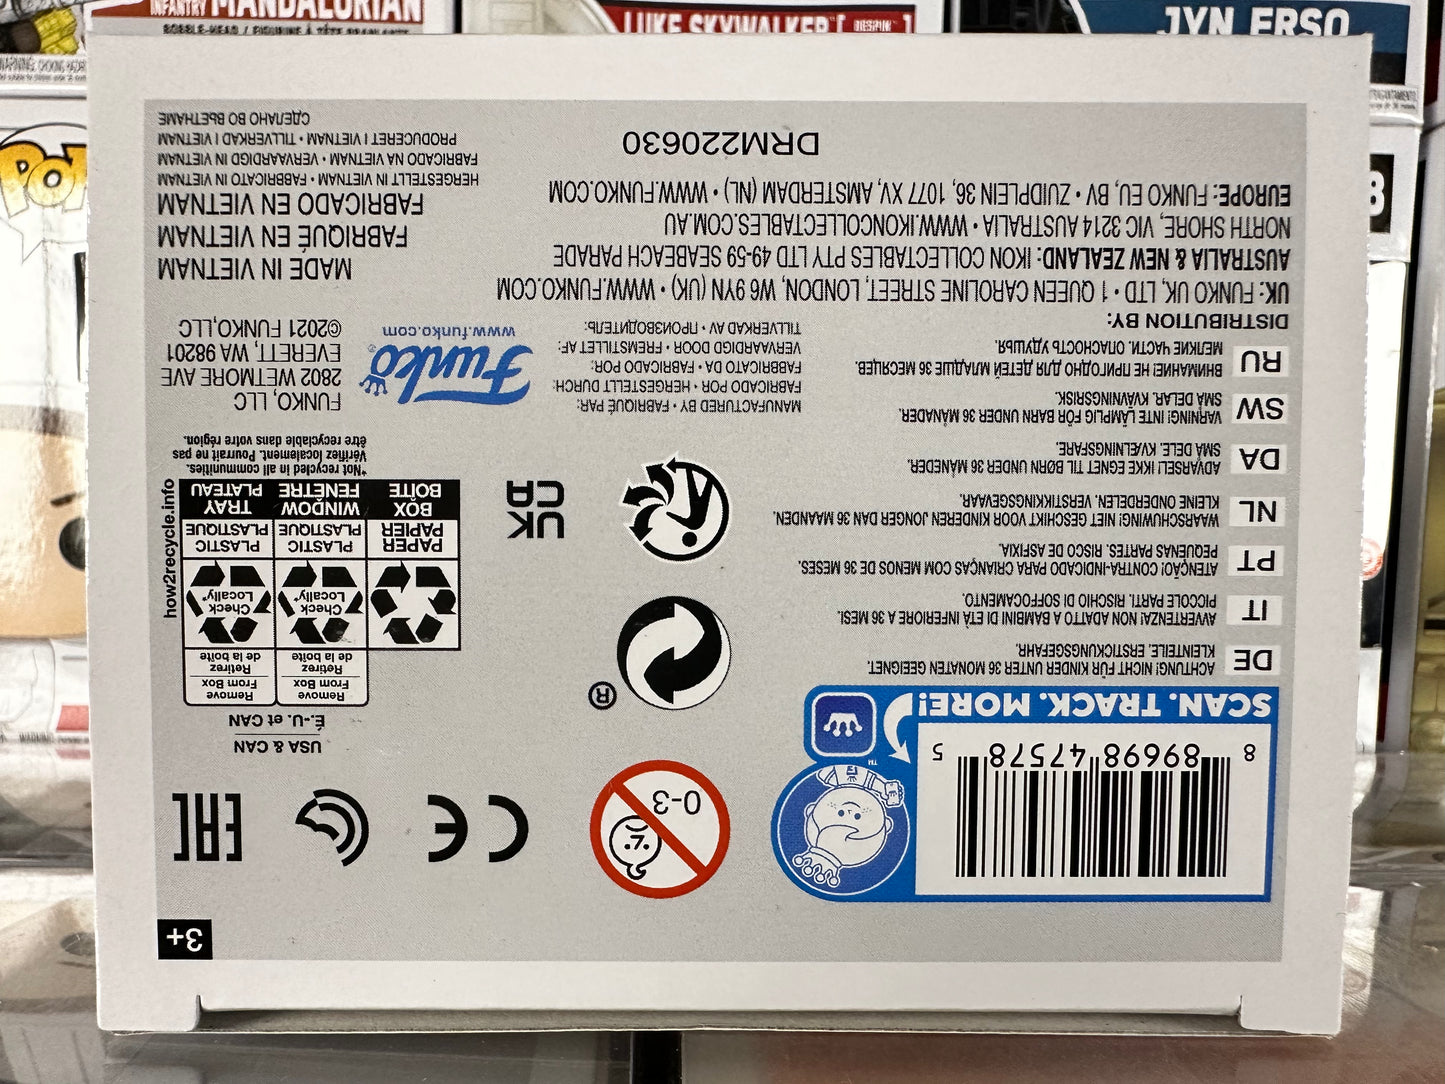 INFANTRY MANDALORIAN
BOBBLE-HEAD / FIGURINE À TÊTE BRANLANTE
LUKE SKYWALKER [
JYN ERSO
POP
8
3+
EAC
CE
0-3
8 89698 47578 5
SCAN. TRACK. MORE!
TM
USA & CAN
É.-U. et CAN
Remove
From Box
Retirez
de la boîte
Remove
From Box
Retirez
de la boîte
Check
Locally*
Check
Locally*
PAPER
PAPIER
BOX
BOÎTE
PLASTIC
PLASTIQUE
WINDOW
FENÊTRE
PLASTIC
PLASTIQUE
TRAY
PLATEAU
how2recycle.info
*Not recycled in all communities.
Vérifiez localement. Pourrait ne pas
être recyclable dans votre région.
®
UK
CA
DE
ACHTUNG! NICHT FÜR KINDER UNTER 36 MONATEN GEEIGNET.
KLEINTEILE. ERSTICKUNGSGEFAHR.
IT
AVVERTENZA! NON ADATTO A BAMBINI DI ETÀ INFERIORE A 36 MESI.
PICCOLE PARTI. RISCHIO DI SOFFOCAMENTO.
PT
ATENÇÃO! CONTRA-INDICADO PARA CRIANÇAS COM MENOS DE 36 MESES.
PEQUENAS PARTES. RISCO DE ASFIXIA.
NL
WAARSCHUWING! NIET GESCHIKT VOOR KINDEREN JONGER DAN 36 MAANDEN.
KLEINE ONDERDELEN. VERSTIKKINGSGEVAAR.
DA
ADVARSEL! IKKE EGNET TIL BØRN UNDER 36 MÅNEDER.
SMÅ DELE. KVÆLNINGSFARE.
SW
VARNING! INTE LÄMPLIG FÖR BARN UNDER 36 MÅNADER.
SMÅ DELAR. KVÄVNINGSRISK.
RU
ВНИМАНИЕ! НЕ ПРИГОДНО ДЛЯ ДЕТЕЙ МЛАДШЕ 36 МЕСЯЦЕВ.
МЕЛКИЕ ЧАСТИ. ОПАСНОСТЬ УДУШЬЯ.
MANUFACTURED BY • FABRIQUÉ PAR:
FABRICADO POR • HERGESTELLT DURCH:
FABBRICATO DA • FABRICADO POR:
VERVAARDIGD DOOR • FREMSTILLET AF:
TILLVERKAD AV • ПРОИЗВОДИТЕЛЬ:
Funko®
www.funko.com
FUNKO, LLC
2802 WETMORE AVE
EVERETT, WA 98201
©2021 FUNKO,LLC
DISTRIBUTION BY:
UK: FUNKO UK, LTD • 1 QUEEN CAROLINE STREET, LONDON, W6 9YN (UK) • WWW.FUNKO.COM
AUSTRALIA & NEW ZEALAND: IKON COLLECTABLES PTY LTD 49-59 SEABEACH PARADE
NORTH SHORE, VIC 3214 AUSTRALIA • WWW.IKONCOLLECTABLES.COM.AU
EUROPE: FUNKO EU, BV • ZUIDPLEIN 36, 1077 XV, AMSTERDAM (NL) • WWW.FUNKO.COM
MADE IN VIETNAM
FABRIQUÉ EN VIETNAM
FABRICADO EN VIETNAM
HERGESTELLT IN VIETNAM • FABBRICATO IN VIETNAM
FABRICADO NA VIETNAM • VERVAARDIGD IN VIETNAM
PRODUCERET I VIETNAM • TILLVERKAD I VIETNAM
СДЕЛАНО ВО ВЬЕТНАМЕ
DRM220630